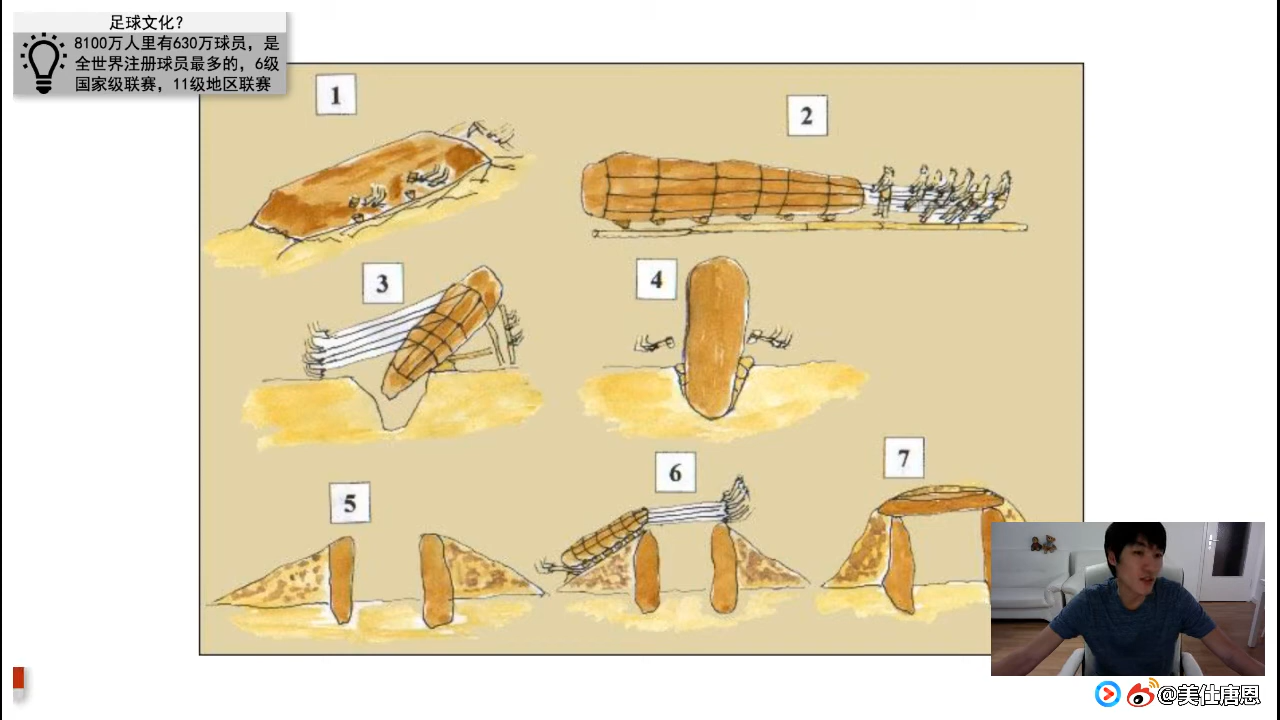 足球文化?
8100万人里有630万球员，是
全世界注册球员最多的，6级
国家级联赛，11级地区联赛
1
2
3
4
5
6
7
@美仕唐恩